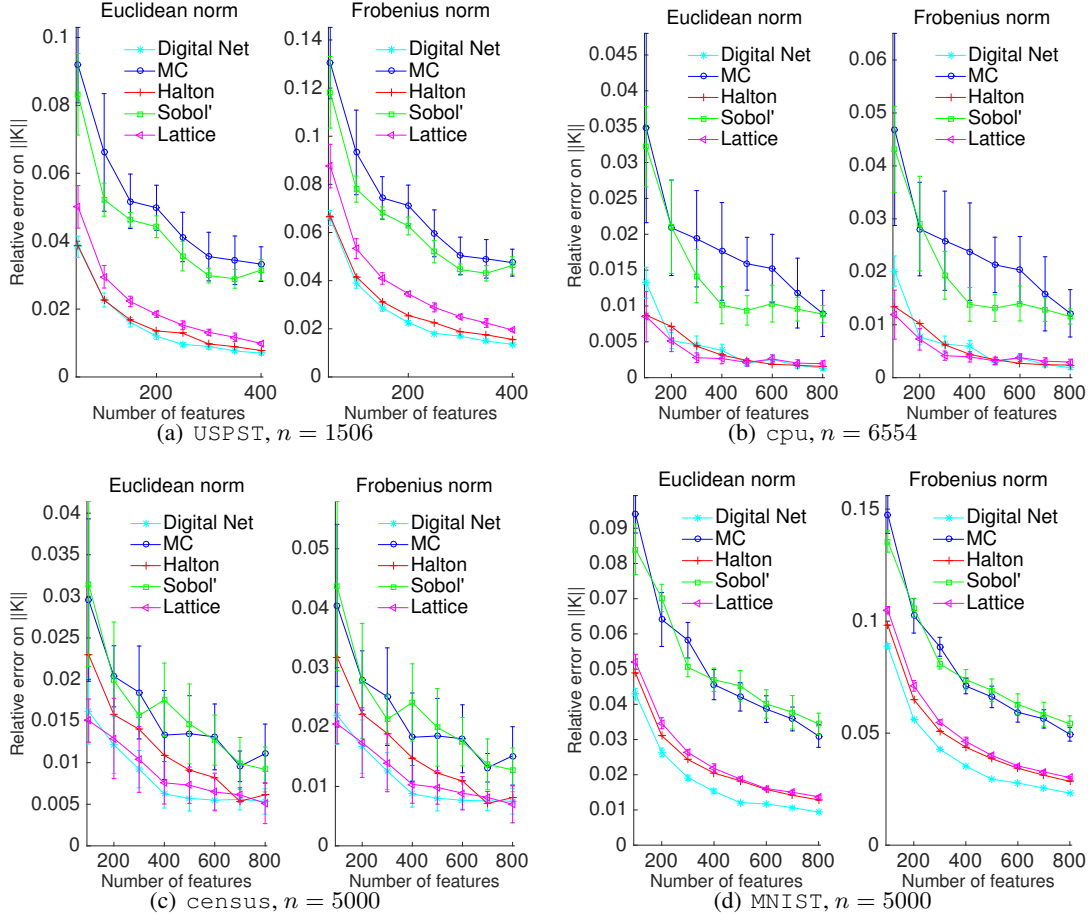 Euclidean norm
Frobenius norm
Relative error on ||K||
0.1
0.08
0.06
0.04
0.02
0
Digital Net
MC
Halton
Sobol'
Lattice
200
400
Number of features
0.14
0.12
0.1
0.08
0.06
0.04
0.02
0
Digital Net
MC
Halton
Sobol'
Lattice
200
400
Number of features
(a) USPST, n = 1506
Euclidean norm
Frobenius norm
Relative error on ||K||
0.045
0.04
0.035
0.03
0.025
0.02
0.015
0.01
0.005
0
Digital Net
MC
Halton
Sobol'
Lattice
200
400
600
800
Number of features
0.06
0.05
0.04
0.03
0.02
0.01
0
Digital Net
MC
Halton
Sobol'
Lattice
200
400
600
800
Number of features
(b) cpu, n = 6554
Euclidean norm
Frobenius norm
Relative error on ||K||
0.04
0.035
0.03
0.025
0.02
0.015
0.01
0.005
0
Digital Net
MC
Halton
Sobol'
Lattice
200
400
600
800
Number of features
0.05
0.04
0.03
0.02
0.01
0
Digital Net
MC
Halton
Sobol'
Lattice
200
400
600
800
Number of features
(c) census, n = 5000
Euclidean norm
Frobenius norm
Relative error on ||K||
0.09
0.08
0.07
0.06
0.05
0.04
0.03
0.02
0.01
0
Digital Net
MC
Halton
Sobol'
Lattice
200
400
600
800
Number of features
0.15
0.1
0.05
0
Digital Net
MC
Halton
Sobol'
Lattice
200
400
600
800
Number of features
(d) MNIST, n = 5000